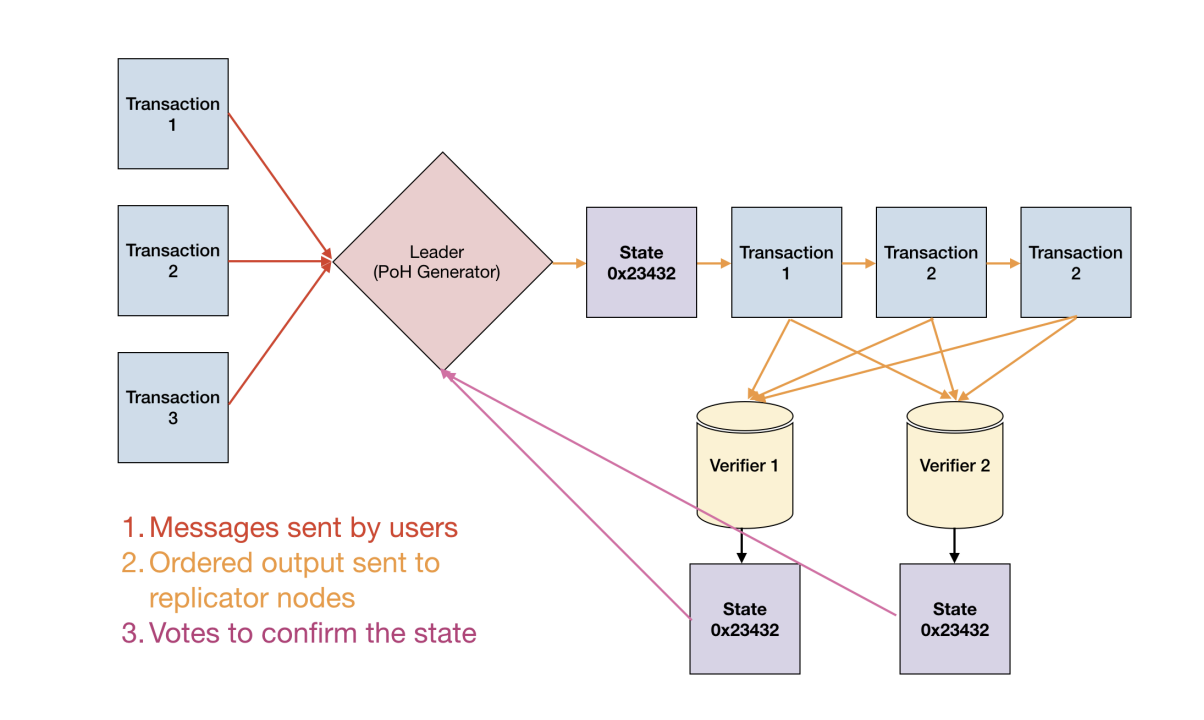 Transaction
1
Transaction
2
Transaction
3
Leader
(PoH Generator)
State
0x23432
Transaction
1
Transaction
2
Transaction
2
Verifier 1
Verifier 2
State
0x23432
State
0x23432
1. Messages sent by users
2. Ordered output sent to
replicator nodes
3. Votes to confirm the state